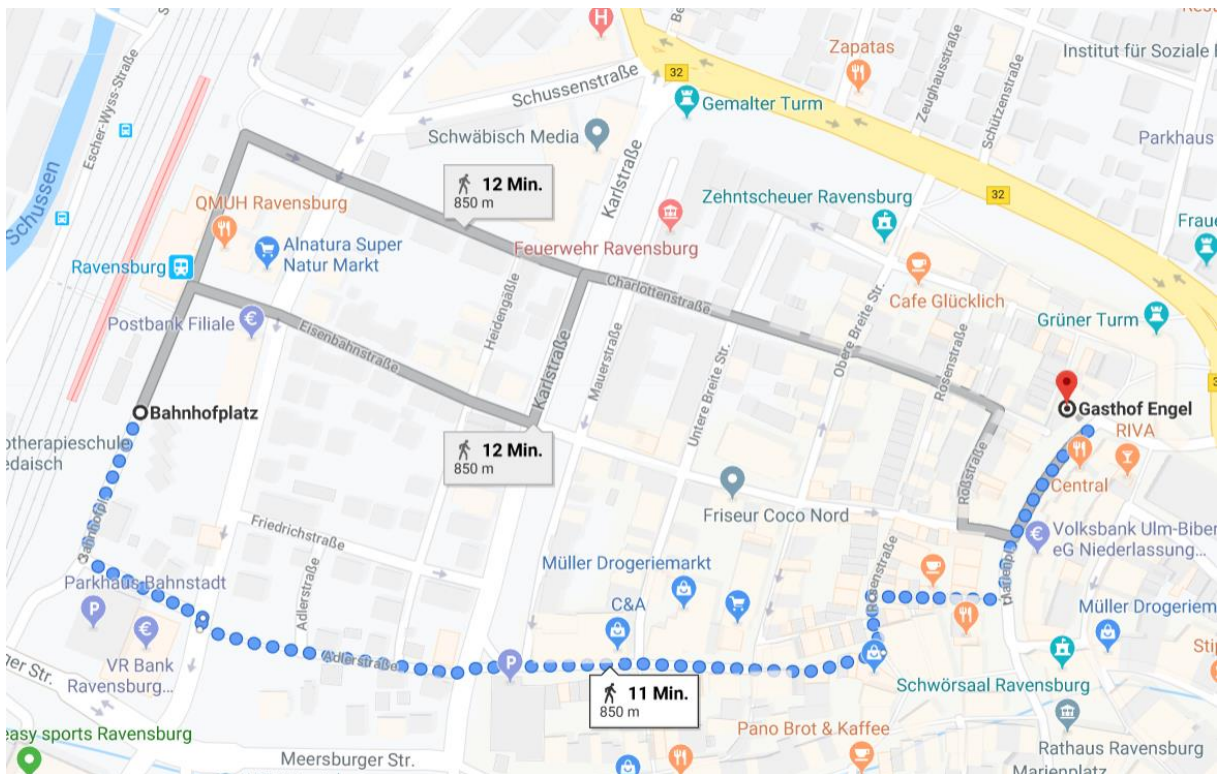 Escher-Wyss-Straße
Schussen
Schussenstraße
32
Zapatas
Zeughausstraße
Schützenstraße
Institut für Soziale
Gemalter Turm
Schwäbisch Media
Karlstraße
Parkhaus
12 Min.
850 m
Zehntscheuer Ravensburg
32
QMUH Ravensburg
Alnatura Super
Natur Markt
Feuerwehr Ravensburg
Ravensburg
Charlottenstraße
Cafe Glücklich
Grüner Turm
Postbank Filiale
Eisenbahnstraße
Heidengäßle
Karlstraße
Mauerstraße
Untere Breite Str.
Obere Breite Str.
Rosenstraße
Bahnhofplatz
Gasthof Engel
RIVA
12 Min.
850 m
Roßstraße
Central
Friseur Coco Nord
Friedrichstraße
Volksbank Ulm-Biber
eG Niederlassung...
Müller Drogeriemarkt
Parkhaus Bahnstadt
Adlerstraße
C&A
VR Bank
Ravensburg...
Adlerstraße
Schwörsaal Ravensburg
11 Min.
850 m
easy sports Ravensburg
Meersburger Str.
Pano Brot & Kaffee
Rathaus Ravensburg
Marienplatz